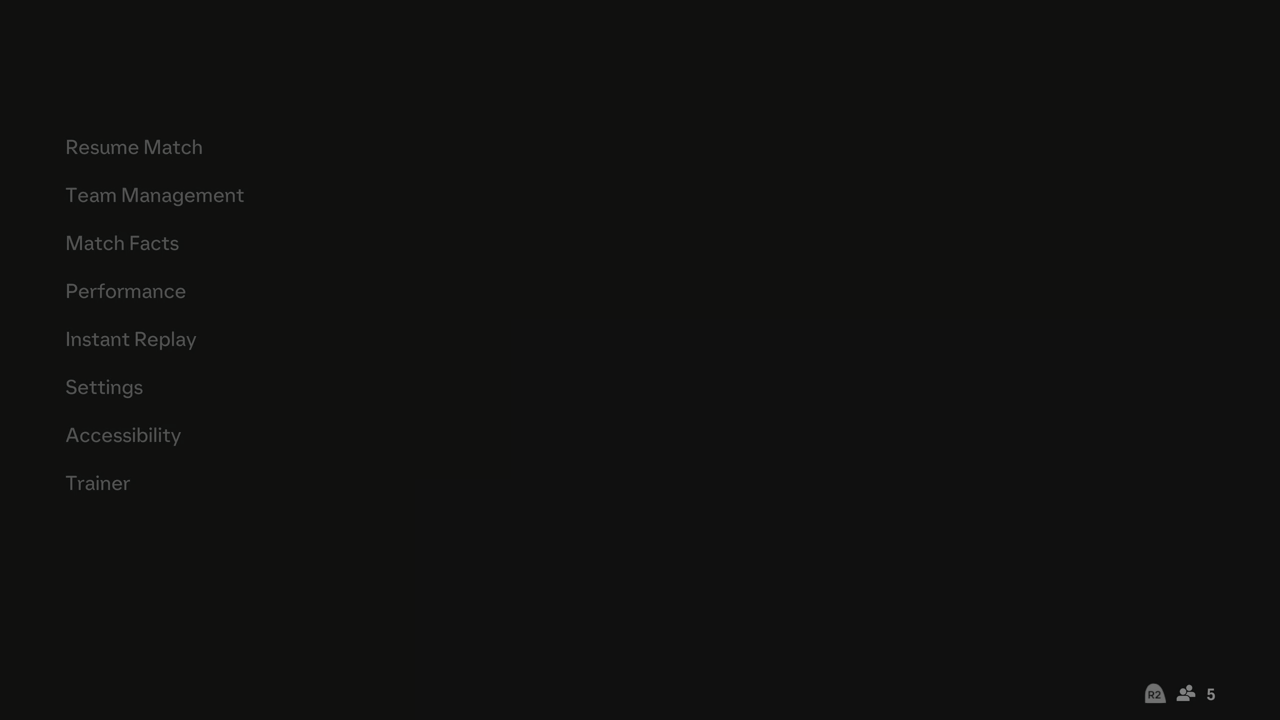 Resume Match
Team Management
Match Facts
Performance
Instant Replay
Settings
Accessibility
Trainer
R2 5